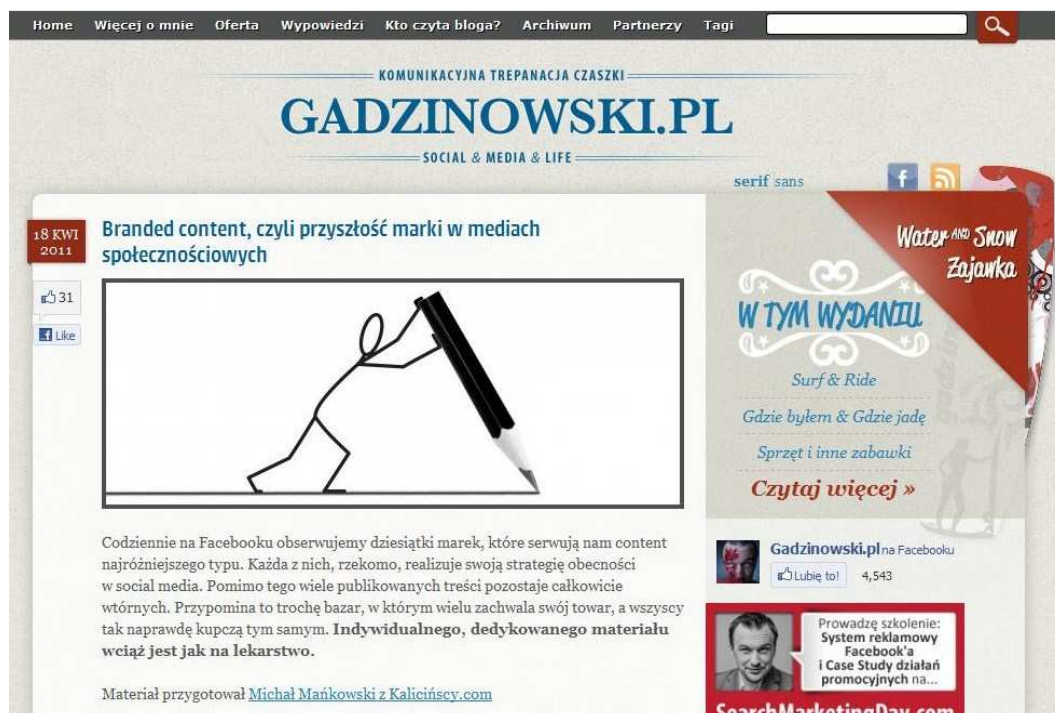 Home Więcej o mnie Oferta Wypowiedzi Kto czyta bloga? Archiwum Partnerzy Tagi
KOMUNIKACYJNA TREPANACJA CZASZKI
GADZINOWSKI.PL
SOCIAL & MEDIA & LIFE
serif sans
18 KWI
2011
31
Like
Branded content, czyli przyszłość marki w mediach
społecznościowych
Codziennie na Facebooku obserwujemy dziesiątki marek, które serwują nam content
najróżniejszego typu. Każda z nich, rzekomo, realizuje swoją strategię obecności
w social media. Pomimo tego wiele publikowanych treści pozostaje całkowicie
wtórnych. Przypomina to trochę bazar, w którym wielu zachwala swój towar, a wszyscy
tak naprawdę kupczą tym samym. Indywidualnego, dedykowanego materiału
wciąż jest jak na lekarstwo.
Materiał przygotował Michał Mańkowski z Kalicińscy.com
Water AND Snow
Zajawka
W TYM WYDANIU
Surf & Ride
Gdzie byłem & Gdzie jadę
Sprzęt i inne zabawki
Czytaj więcej »
Gadzinowski.pl na Facebooku
Lubię to! 4,543
Prowadzę szkolenie:
System reklamowy
Facebook'a
i Case Study działań
promocyjnych na...
SearchMarketingDay.com